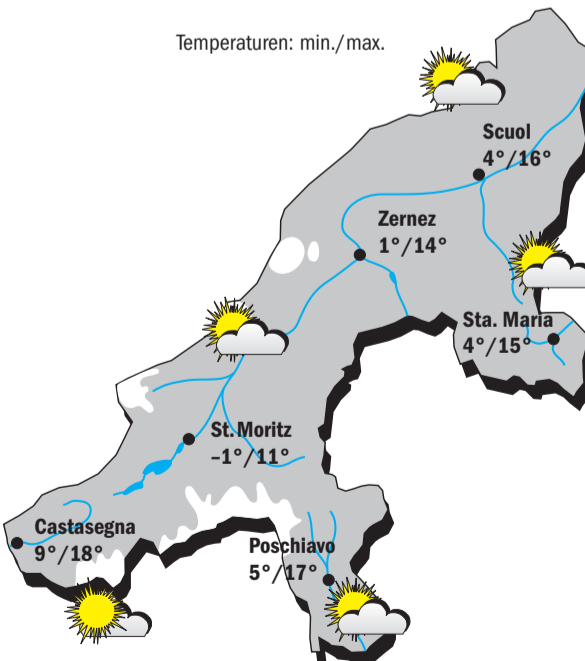 Temperaturen: min./max.
Scuol
4°/16°
Zernez
1°/14°
Sta. Maria
4°/15°
St. Moritz
–1°/11°
Castasegna
9°/18°
Poschiavo
5°/17°